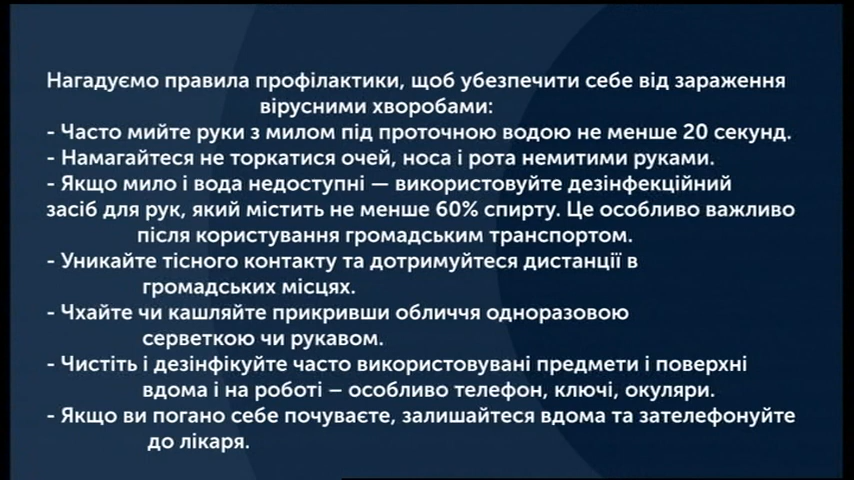 Нагадуємо правила профілактики, щоб убезпечити себе від зараження
вірусними хворобами:
- Часто мийте руки з милом під проточною водою не менше 20 секунд.
- Намагайтеся не торкатися очей, носа і рота немитими руками.
- Якщо мило і вода недоступні — використовуйте дезінфекційний
засіб для рук, який містить не менше 60% спирту. Це особливо важливо
після користування громадським транспортом.
- Уникайте тісного контакту та дотримуйтеся дистанції в
громадських місцях.
- Чхайте чи кашляйте прикривши обличчя одноразовою
серветкою чи рукавом.
- Чистіть і дезінфікуйте часто використовувані предмети і поверхні
вдома і на роботі – особливо телефон, ключі, окуляри.
- Якщо ви погано себе почуваєте, залишайтеся вдома та зателефонуйте
до лікаря.